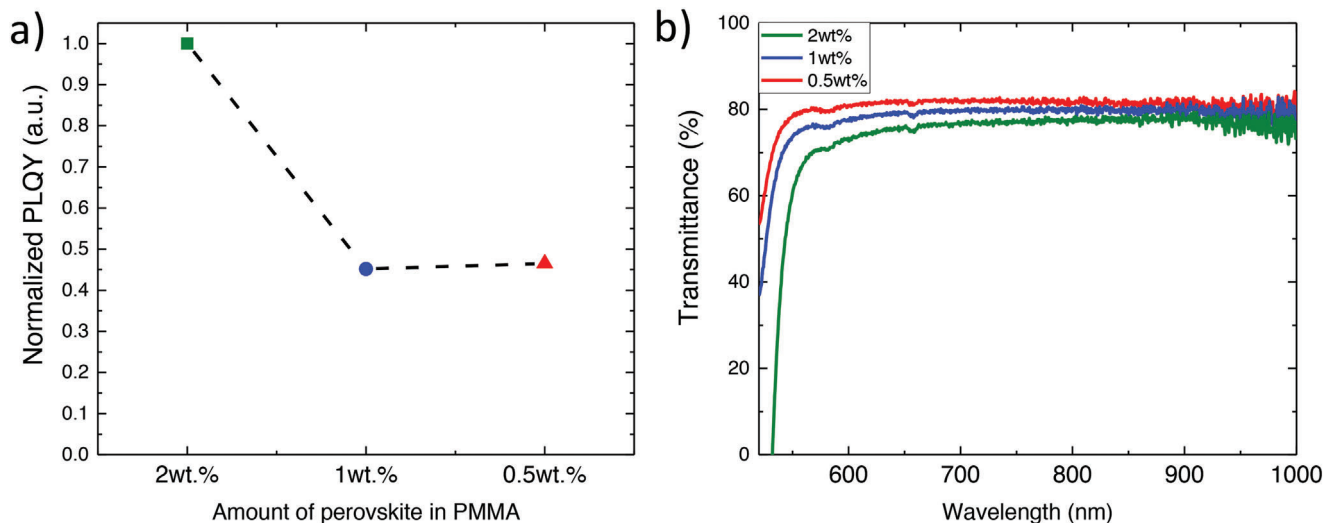 a)
Normalized PLQY (a.u.)
1.0
0.9
0.8
0.7
0.6
0.5
0.4
0.3
0.2
0.1
0.0
2wt.% 1wt.% 0.5wt.%
Amount of perovskite in PMMA
b)
2wt%
1wt%
0.5wt%
Transmittance (%)
100
80
60
40
20
0
600 700 800 900 1000
Wavelength (nm)